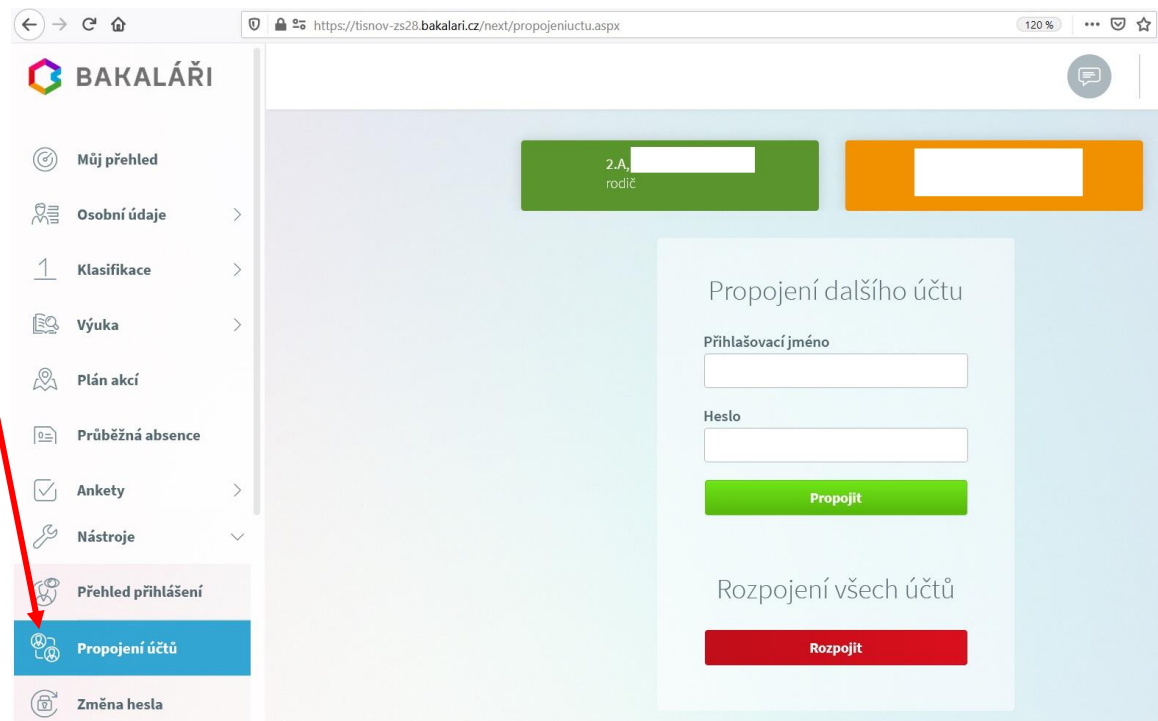 https://tisnov-zs28.bakalari.cz/next/propojeniuctu.aspx
120 %
BAKALÁŘI
Můj přehled
Osobní údaje
Klasifikace
Výuka
Plán akcí
Průběžná absence
Ankety
Nástroje
Přehled přihlášení
Propojení účtů
Změna hesla
2.A,
rodič
Propojení dalšího účtu
Přihlašovací jméno
Heslo
Propojit
Rozpojení všech účtů
Rozpojit